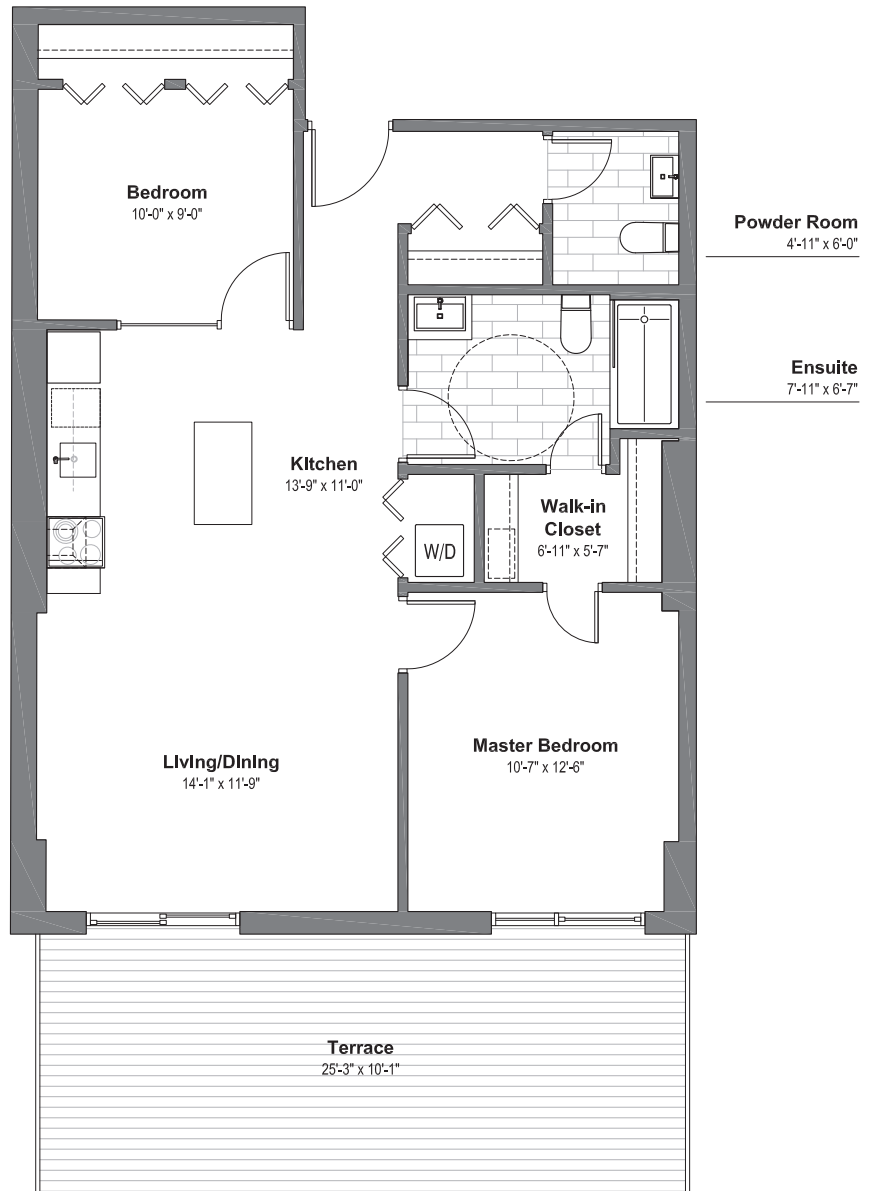 Bedroom
10'-0" x 9'-0"
Powder Room
4'-11" x 6'-0"
Ensuite
7'-11" x 6'-7"
Kitchen
13'-9" x 11'-0"
W/D
Walk-in
Closet
6'-11" x 5'-7"
Master Bedroom
10'-7" x 12'-6"
Living/Dining
14'-1" x 11'-9"
Terrace
25'-3" x 10'-1"